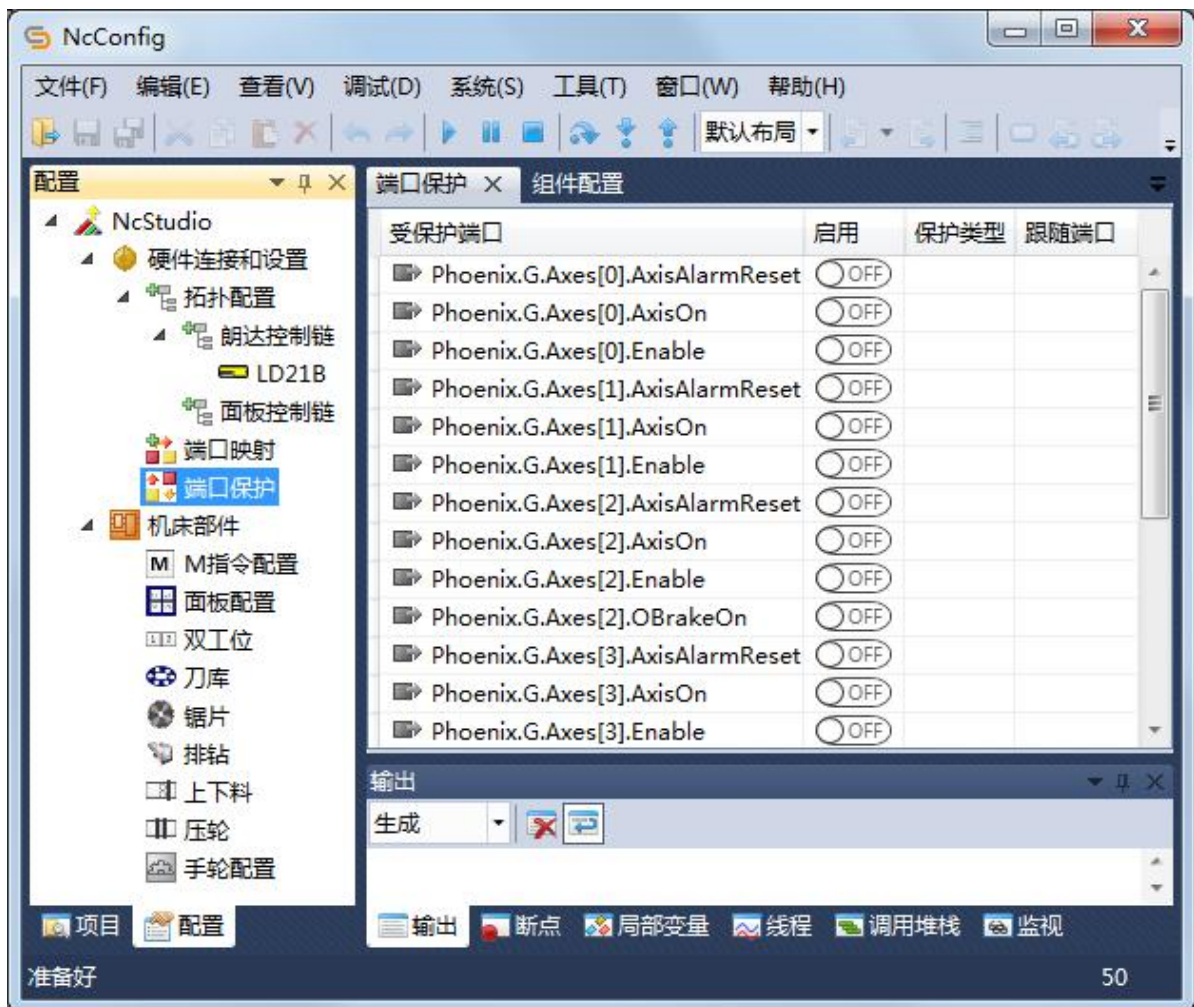 NcConfig
文件(F) 编辑(E) 查看(V) 调试(D) 系统(S) 工具(T) 窗口(W) 帮助(H)
默认布局
配置
NcStudio
硬件连接和设置
拓扑配置
朗达控制链
LD21B
面板控制链
端口映射
端口保护
机床部件
M M指令配置
面板配置
双工位
刀库
锯片
排钻
上下料
压轮
手轮配置
项目 配置
端口保护 组件配置
受保护端口 启用 保护类型 跟随端口
Phoenix.G.Axes[0].AxisAlarmReset OFF
Phoenix.G.Axes[0].AxisOn OFF
Phoenix.G.Axes[0].Enable OFF
Phoenix.G.Axes[1].AxisAlarmReset OFF
Phoenix.G.Axes[1].AxisOn OFF
Phoenix.G.Axes[1].Enable OFF
Phoenix.G.Axes[2].AxisAlarmReset OFF
Phoenix.G.Axes[2].AxisOn OFF
Phoenix.G.Axes[2].Enable OFF
Phoenix.G.Axes[2].OBrakeOn OFF
Phoenix.G.Axes[3].AxisAlarmReset OFF
Phoenix.G.Axes[3].AxisOn OFF
Phoenix.G.Axes[3].Enable OFF
输出
生成
输出 断点 局部变量 线程 调用堆栈 监视
准备好 50